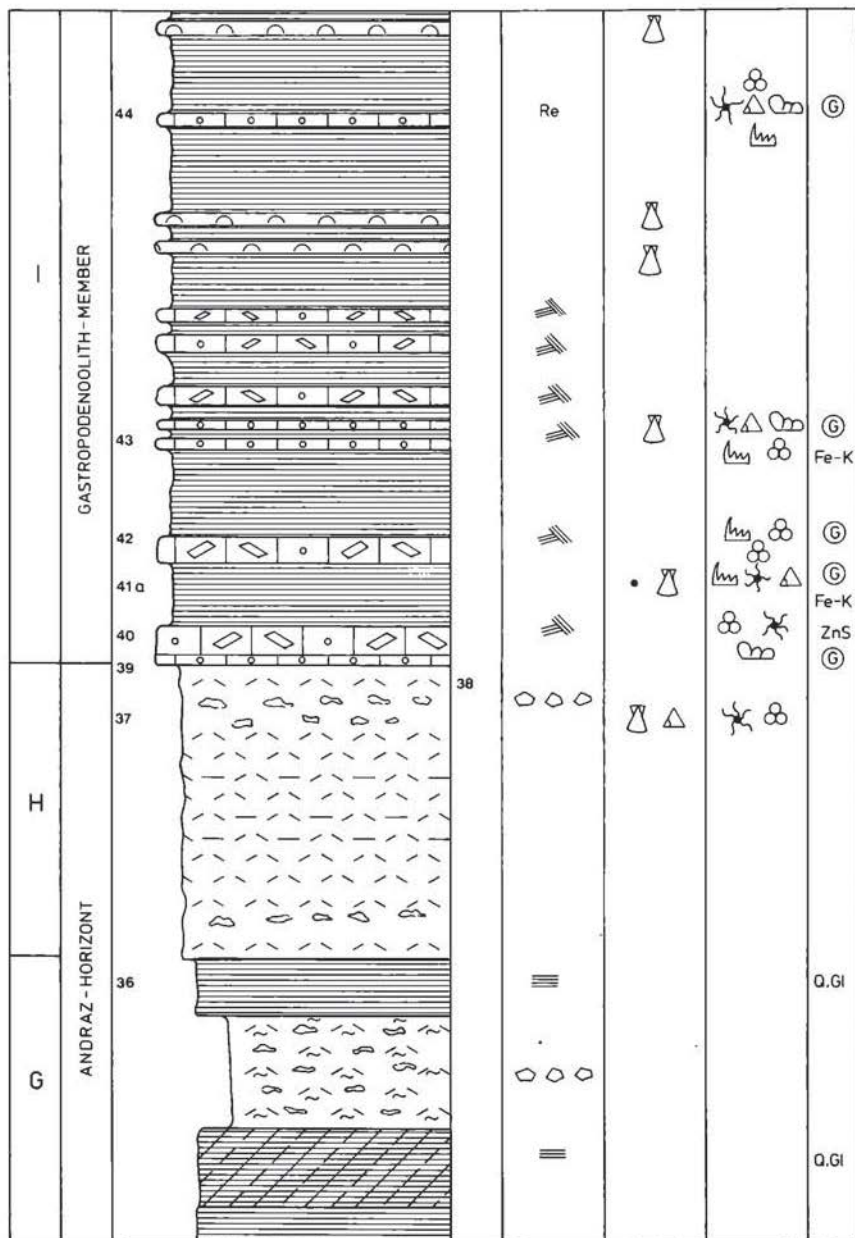 44
Re
G
I
GASTROPODENOOLITH-MEMBER
43
G
Fe-K
42
G
41a
G
Fe-K
40
ZnS
39
G
38
37
H
ANDRAZ-HORIZONT
36
Q.Gl
G
Q.Gl